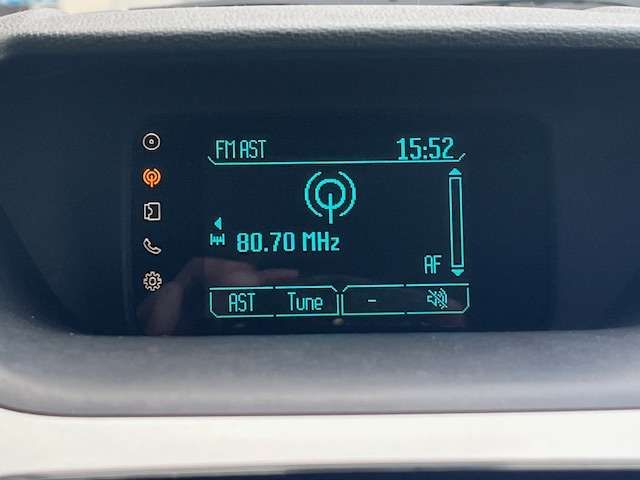 FM AST 15:52
80.70 MHz
AF
AST Tune -